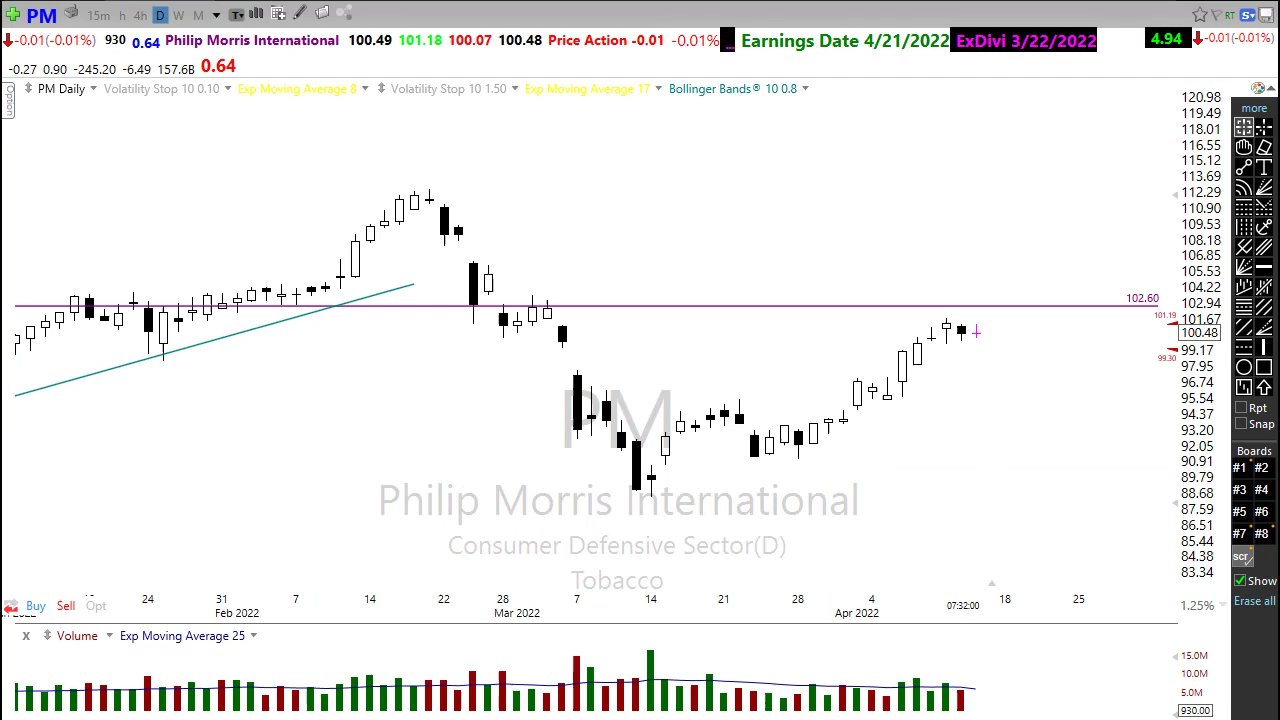 PM 15m h 4h D W M T RT S
-0.01(-0.01%) 930 0.64 Philip Morris International 100.49 101.18 100.07 100.48 Price Action -0.01 -0.01% ... Earnings Date 4/21/2022 ExDivi 3/22/2022 4.94 -0.01(-0.01%)
-0.27 0.90 -245.20 -6.49 157.6B 0.64
Option
PM Daily Volatility Stop 10 0.10 Exp Moving Average 8 Volatility Stop 10 1.50 Exp Moving Average 17 Bollinger Bands® 10 0.8
120.98
119.49
118.01
116.55
115.12
113.69
112.29
110.90
109.53
108.18
106.85
105.53
104.22
102.94
101.67
100.48
99.17
97.95
96.74
95.54
94.37
93.20
92.05
90.91
89.79
88.68
87.59
86.51
85.44
84.38
83.34
102.60
101.19
99.30
PM
Philip Morris International
Consumer Defensive Sector(D)
Tobacco
more
Rpt
Snap
Boards
#1 #2
#3 #4
#5 #6
#7 #8
scr
Show
Erase all
24 31 7 14 22 28 7 14 21 28 4 07:32:00 18 25
Feb 2022 Mar 2022 Apr 2022
Buy Sell Opt
1.25%
x Volume Exp Moving Average 25
15.0M
10.0M
5.0M
930.00